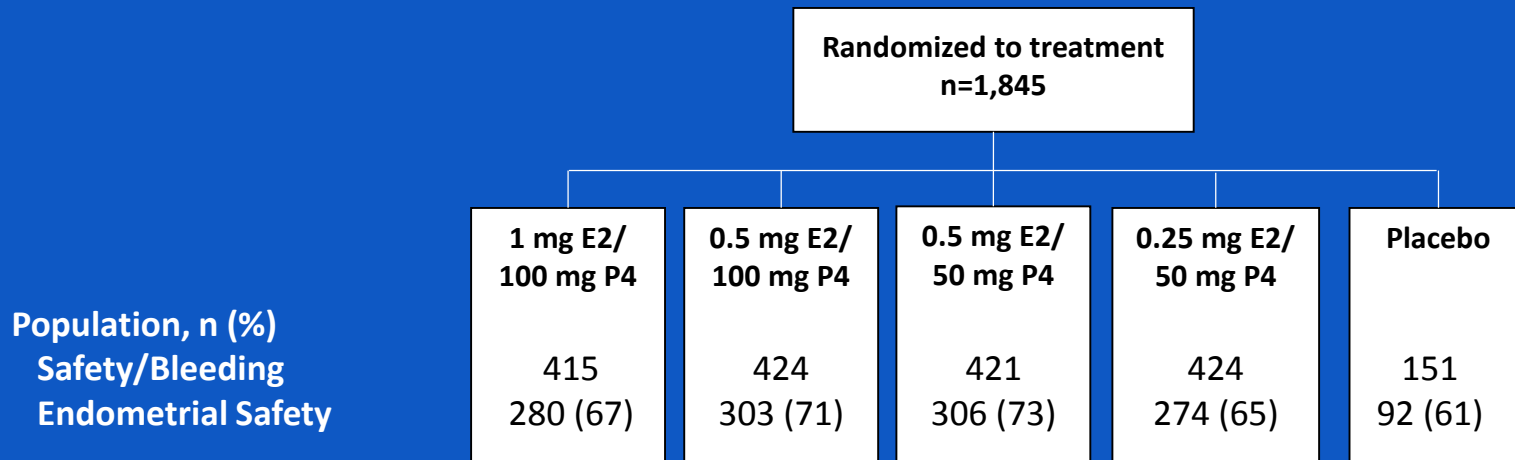 Randomized to treatment
n=1,845
1 mg E2/
100 mg P4
0.5 mg E2/
100 mg P4
0.5 mg E2/
50 mg P4
0.25 mg E2/
50 mg P4
Placebo
Population, n (%)
Safety/Bleeding 415 424 421 424 151
Endometrial Safety 280 (67) 303 (71) 306 (73) 274 (65) 92 (61)